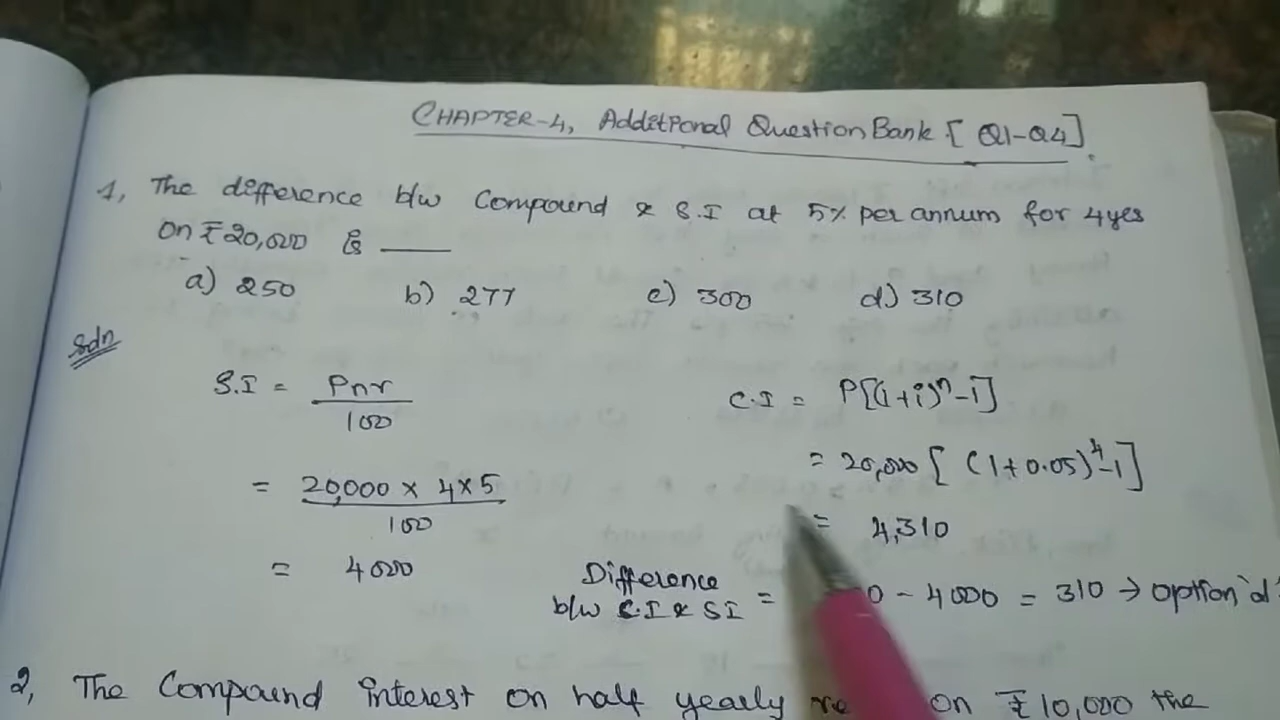 CHAPTER-4, Additional Question Bank [Q1-Q4].
1, The difference b/w Compound & S.I at 5% per annum for 4yes
on ₹20,000 is ____
a) 250 b) 277 c) 300 d) 310
Soln
S.I = Pnr/100
C.I = P[(1+i)^n-1]
= 20,000 × 4×5/100
= 20,000 [(1+0.05)^4-1]
= 4000
= 4,310
Difference
b/w C.I & SI = 0 - 4000 = 310 → option 'd'
2, The Compound interest on half yearly on ₹10,000 the